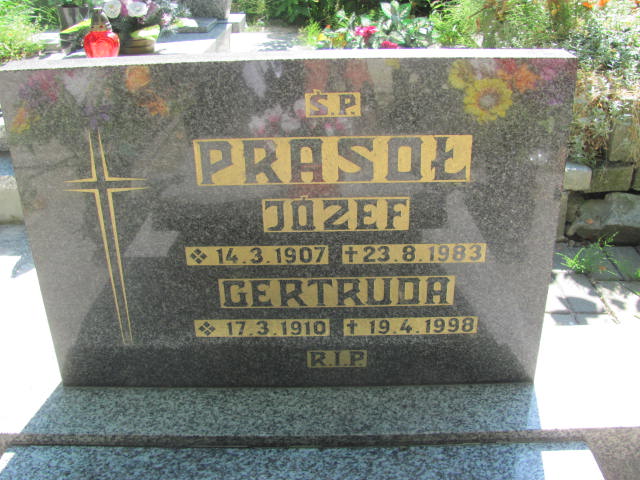 Ś.P.
PRASOŁ
JÓZEF
❖ 14.3.1907 ✝ 23.8.1983
GERTRUDA
❖ 17.3.1910 ✝ 19.4.1998
R.I.P.